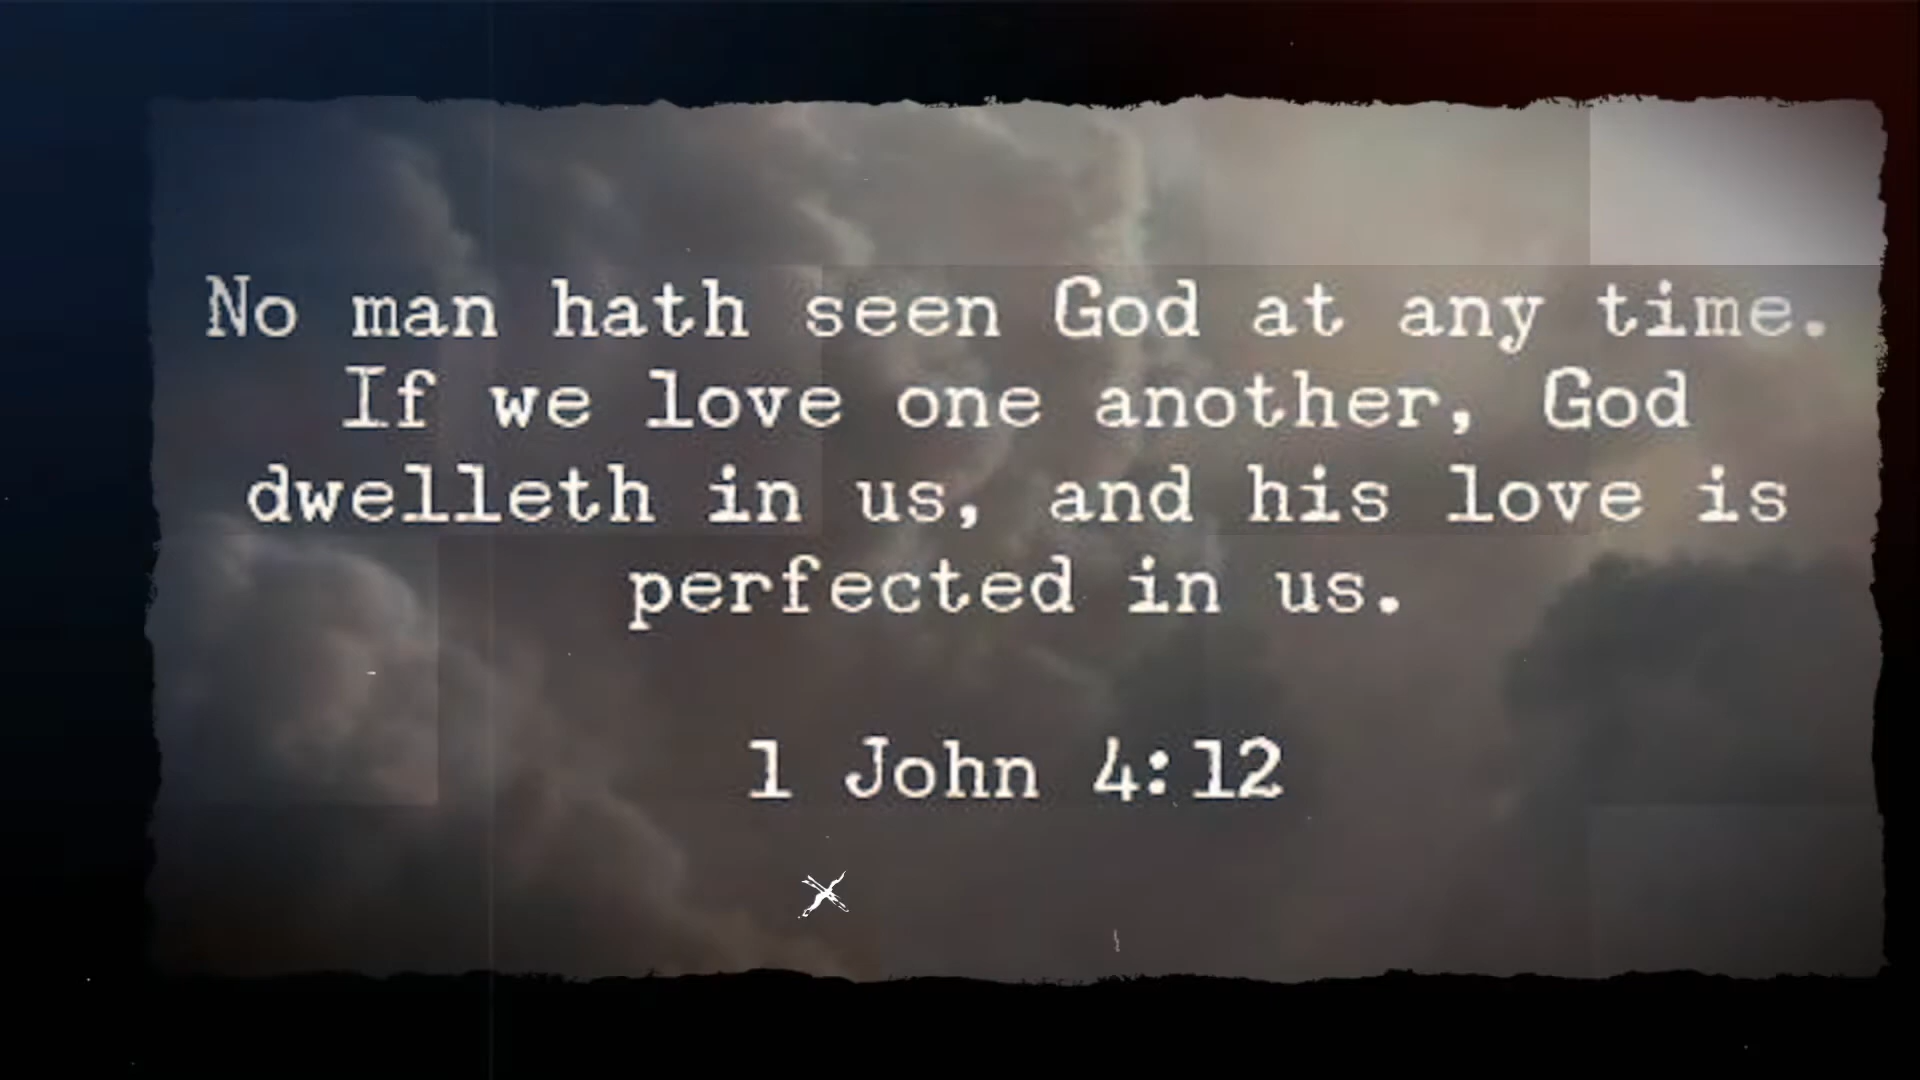 No man hath seen God at any time.
If we love one another, God
dwelleth in us, and his love is
perfected in us.
1 John 4:12